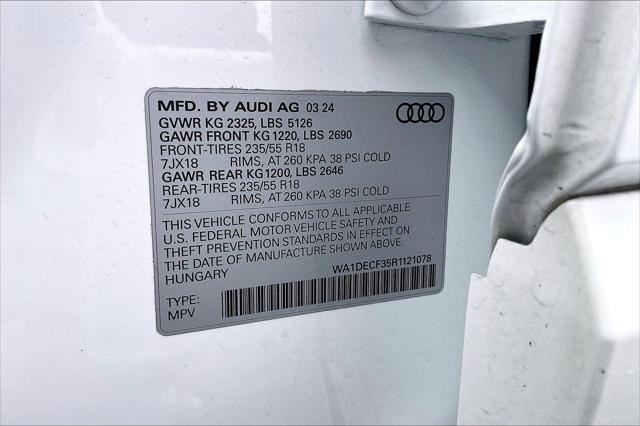 MFD. BY AUDI AG 03 24
GVWR KG 2325, LBS 5126
GAWR FRONT KG 1220, LBS 2690
FRONT-TIRES 235/55 R18
7JX18 RIMS, AT 260 KPA 38 PSI COLD
GAWR REAR KG 1200, LBS 2646
REAR-TIRES 235/55 R18
7JX18 RIMS, AT 260 KPA 38 PSI COLD
THIS VEHICLE CONFORMS TO ALL APPLICABLE
U.S. FEDERAL MOTOR VEHICLE SAFETY AND
THEFT PREVENTION STANDARDS IN EFFECT ON
THE DATE OF MANUFACTURE SHOWN ABOVE.
HUNGARY
WA1DECF35R1121078
TYPE:
MPV